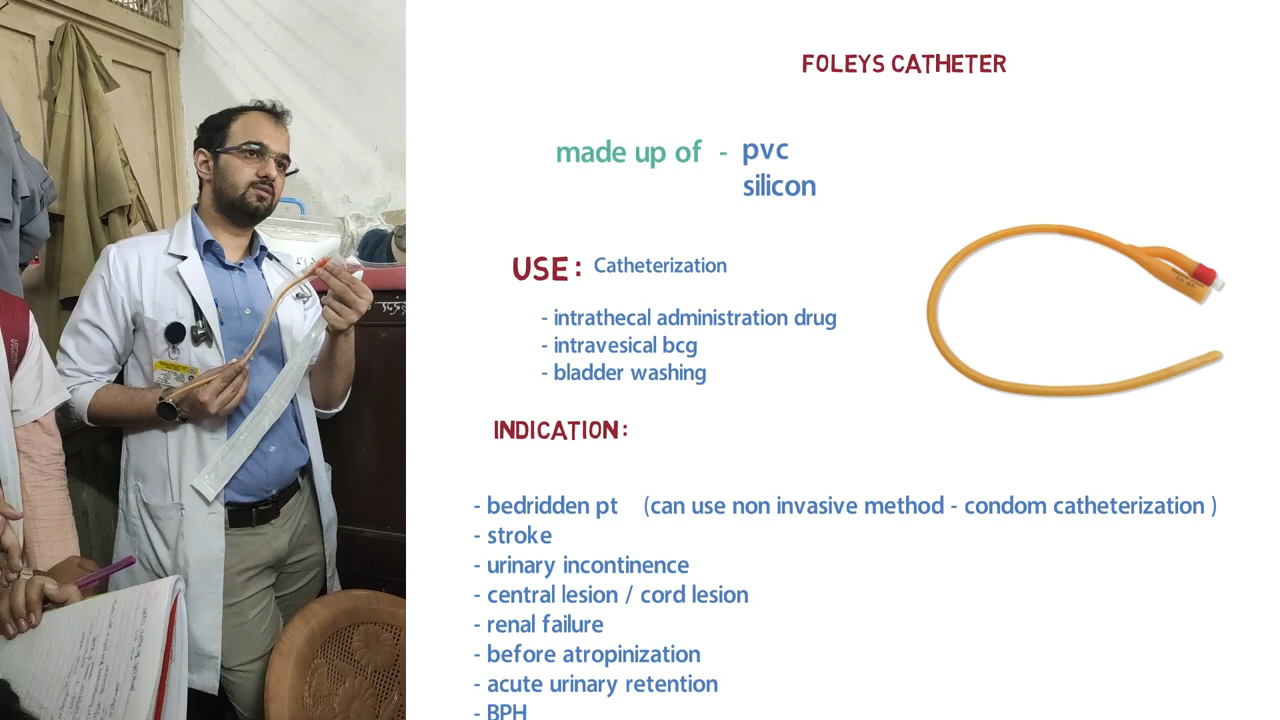 FOLEYS CATHETER
made up of - pvc
silicon
USE: Catheterization
- intrathecal administration drug
- intravesical bcg
- bladder washing
INDICATION:
- bedridden pt (can use non invasive method - condom catheterization )
- stroke
- urinary incontinence
- central lesion / cord lesion
- renal failure
- before atropinization
- acute urinary retention
- BPH